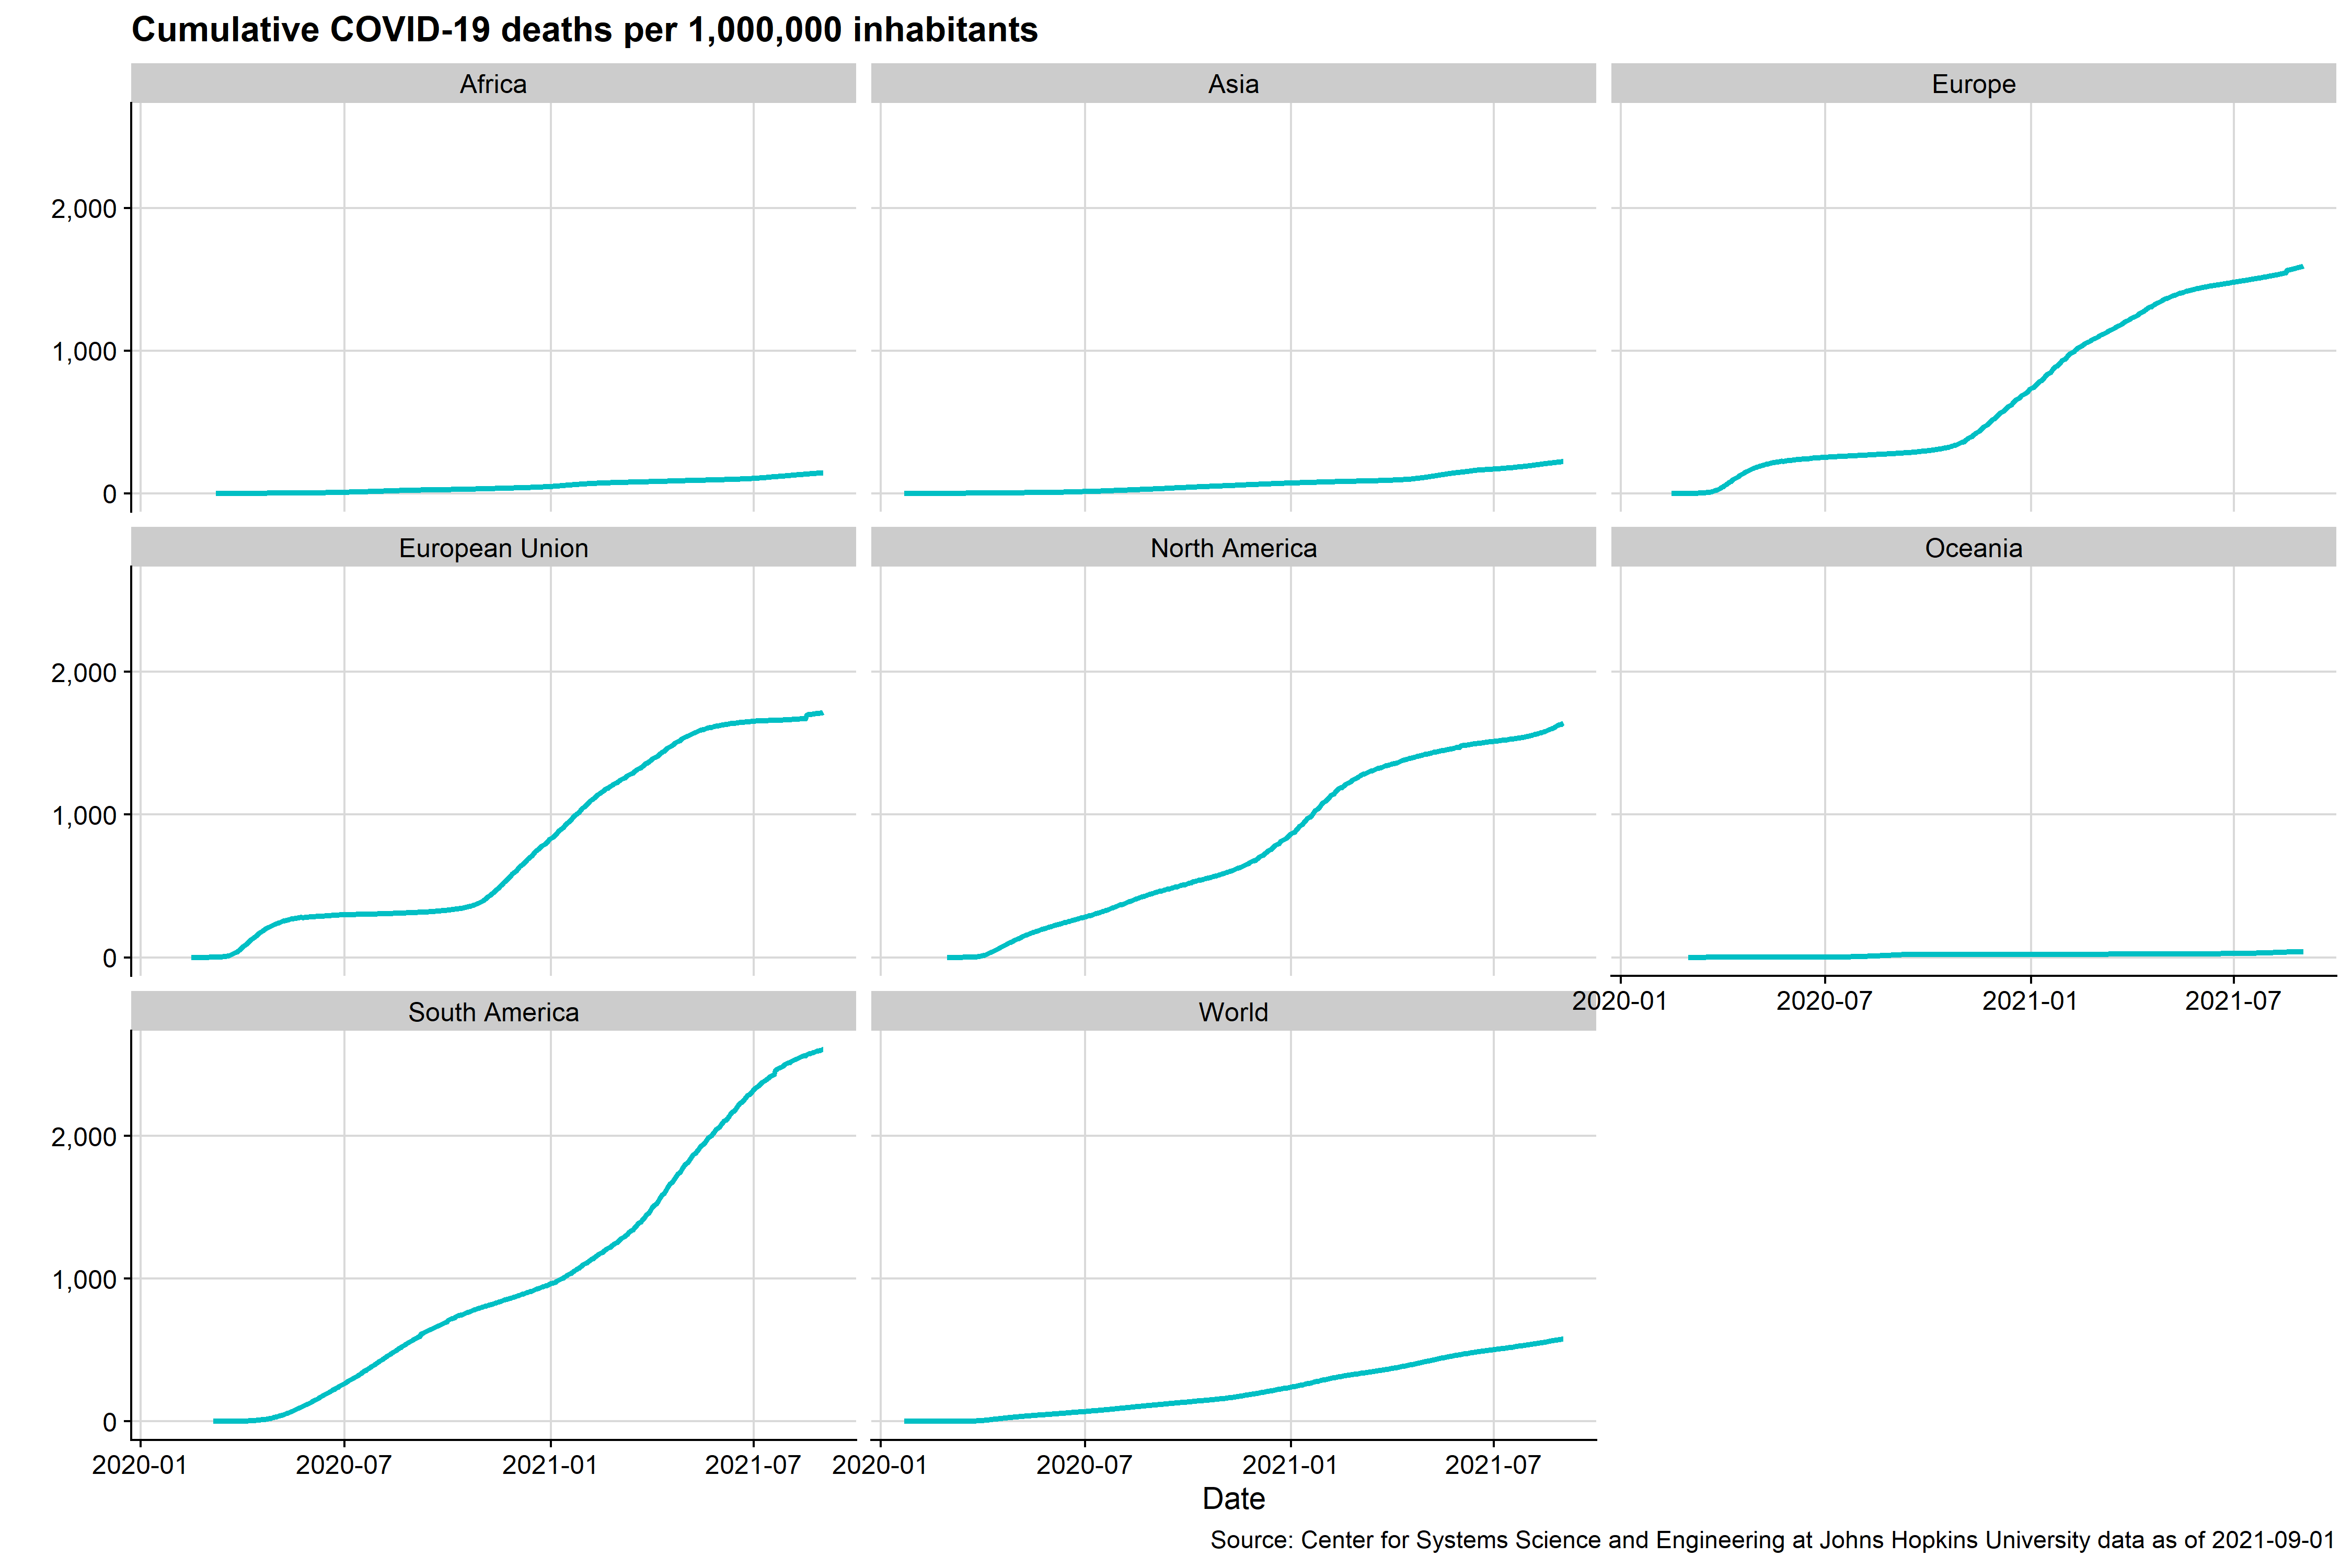 Cumulative COVID-19 deaths per 1,000,000 inhabitants
Africa
Asia
Europe
2,000
1,000
0
European Union
North America
Oceania
2,000
1,000
0
2020-01
2020-07
2021-01
2021-07
South America
World
2,000
1,000
0
2020-01
2020-07
2021-01
2021-07
2020-01
2020-07
2021-01
2021-07
Date
Source: Center for Systems Science and Engineering at Johns Hopkins University data as of 2021-09-01